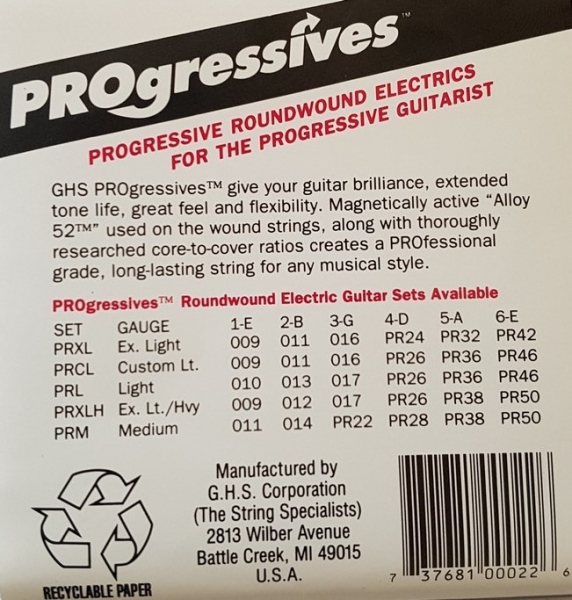 PROgressives™
PROGRESSIVE ROUNDWOUND ELECTRICS
FOR THE PROGRESSIVE GUITARIST
GHS PROgressives™ give your guitar brilliance, extended
tone life, great feel and flexibility. Magnetically active “Alloy
52™” used on the wound strings, along with thoroughly
researched core-to-cover ratios creates a PROfessional
grade, long-lasting string for any musical style.
PROgressives™ Roundwound Electric Guitar Sets Available
SET GAUGE 1-E 2-B 3-G 4-D 5-A 6-E
PRXL Ex. Light 009 011 016 PR24 PR32 PR42
PRCL Custom Lt. 009 011 016 PR26 PR36 PR46
PRL Light 010 013 017 PR26 PR36 PR46
PRXLH Ex. Lt./Hvy 009 012 017 PR26 PR38 PR50
PRM Medium 011 014 PR22 PR28 PR38 PR50
Manufactured by
G.H.S. Corporation
(The String Specialists)
2813 Wilber Avenue
Battle Creek, MI 49015
U.S.A.
RECYCLABLE PAPER
7 37681 00022 6